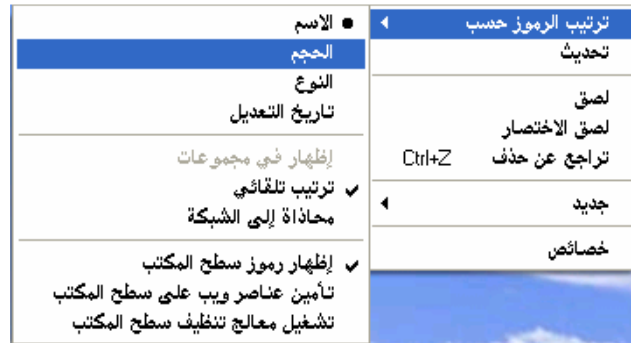 ترتيب الرموز حسب
تحديث
لصق
لصق الاختصار
تراجع عن حذف Ctrl+Z
جديد
خصائص
الاسم
الحجم
النوع
تاريخ التعديل
إظهار في مجموعات
ترتيب تلقائي
محاذاة إلى الشبكة
إظهار رموز سطح المكتب
تأمين عناصر ويب على سطح المكتب
تشغيل معالج تنظيف سطح المكتب